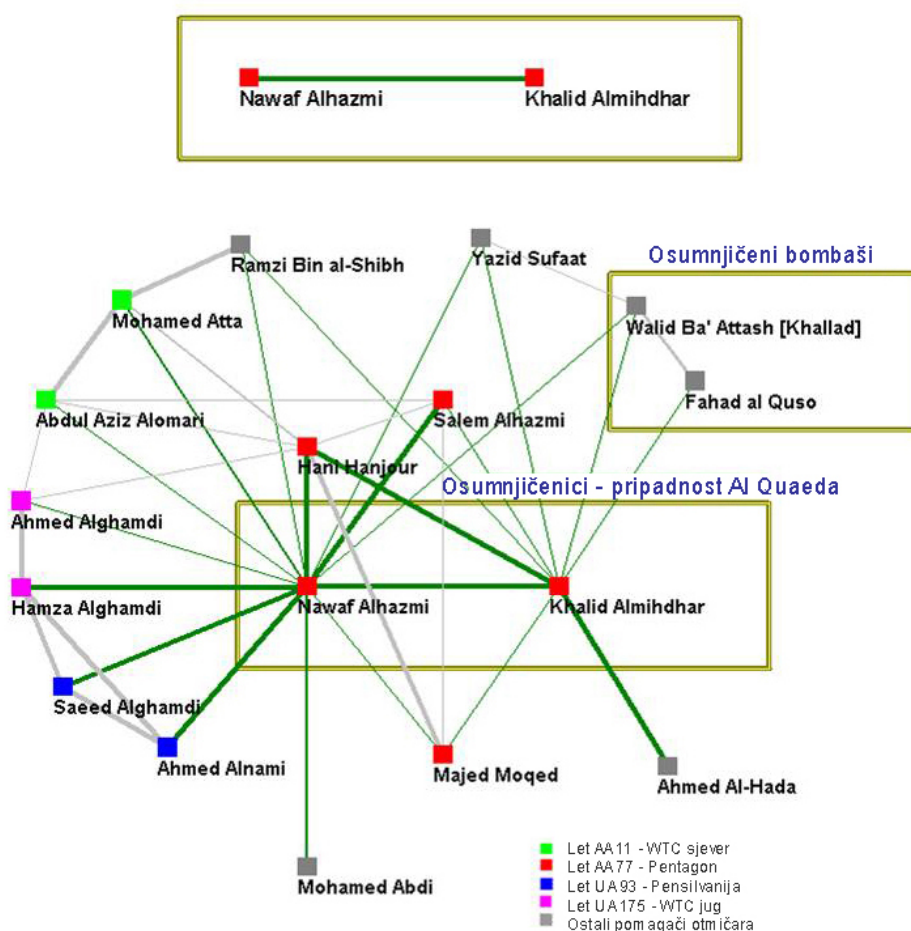 Nawaf Alhazmi
Khalid Almihdhar
Ramzi Bin al-Shibh
Yazid Sufaat
Osumnjičeni bombaši
Mohamed Atta
Walid Ba' Attash [Khallad]
Abdul Aziz Alomari
Salem Alhazmi
Fahad al Quso
Hani Hanjour
Osumnjičenici - pripadnost Al Quaeda
Ahmed Alghamdi
Hamza Alghamdi
Nawaf Alhazmi
Khalid Almihdhar
Saeed Alghamdi
Ahmed Alnami
Majed Moqed
Ahmed Al-Hada
Mohamed Abdi
Let AA11 - WTC sjever
Let AA77 - Pentagon
Let UA93 - Pensilvanija
Let UA175 - WTC jug
Ostali pomagači otmičara